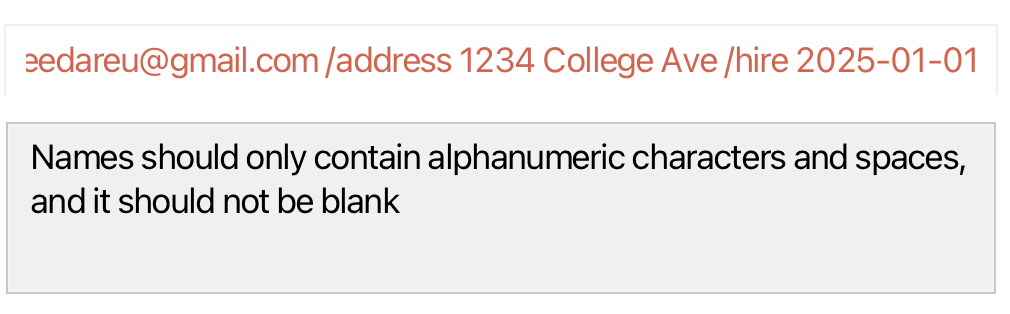 eedareu@gmail.com /address 1234 College Ave /hire 2025-01-01
Names should only contain alphanumeric characters and spaces,
and it should not be blank